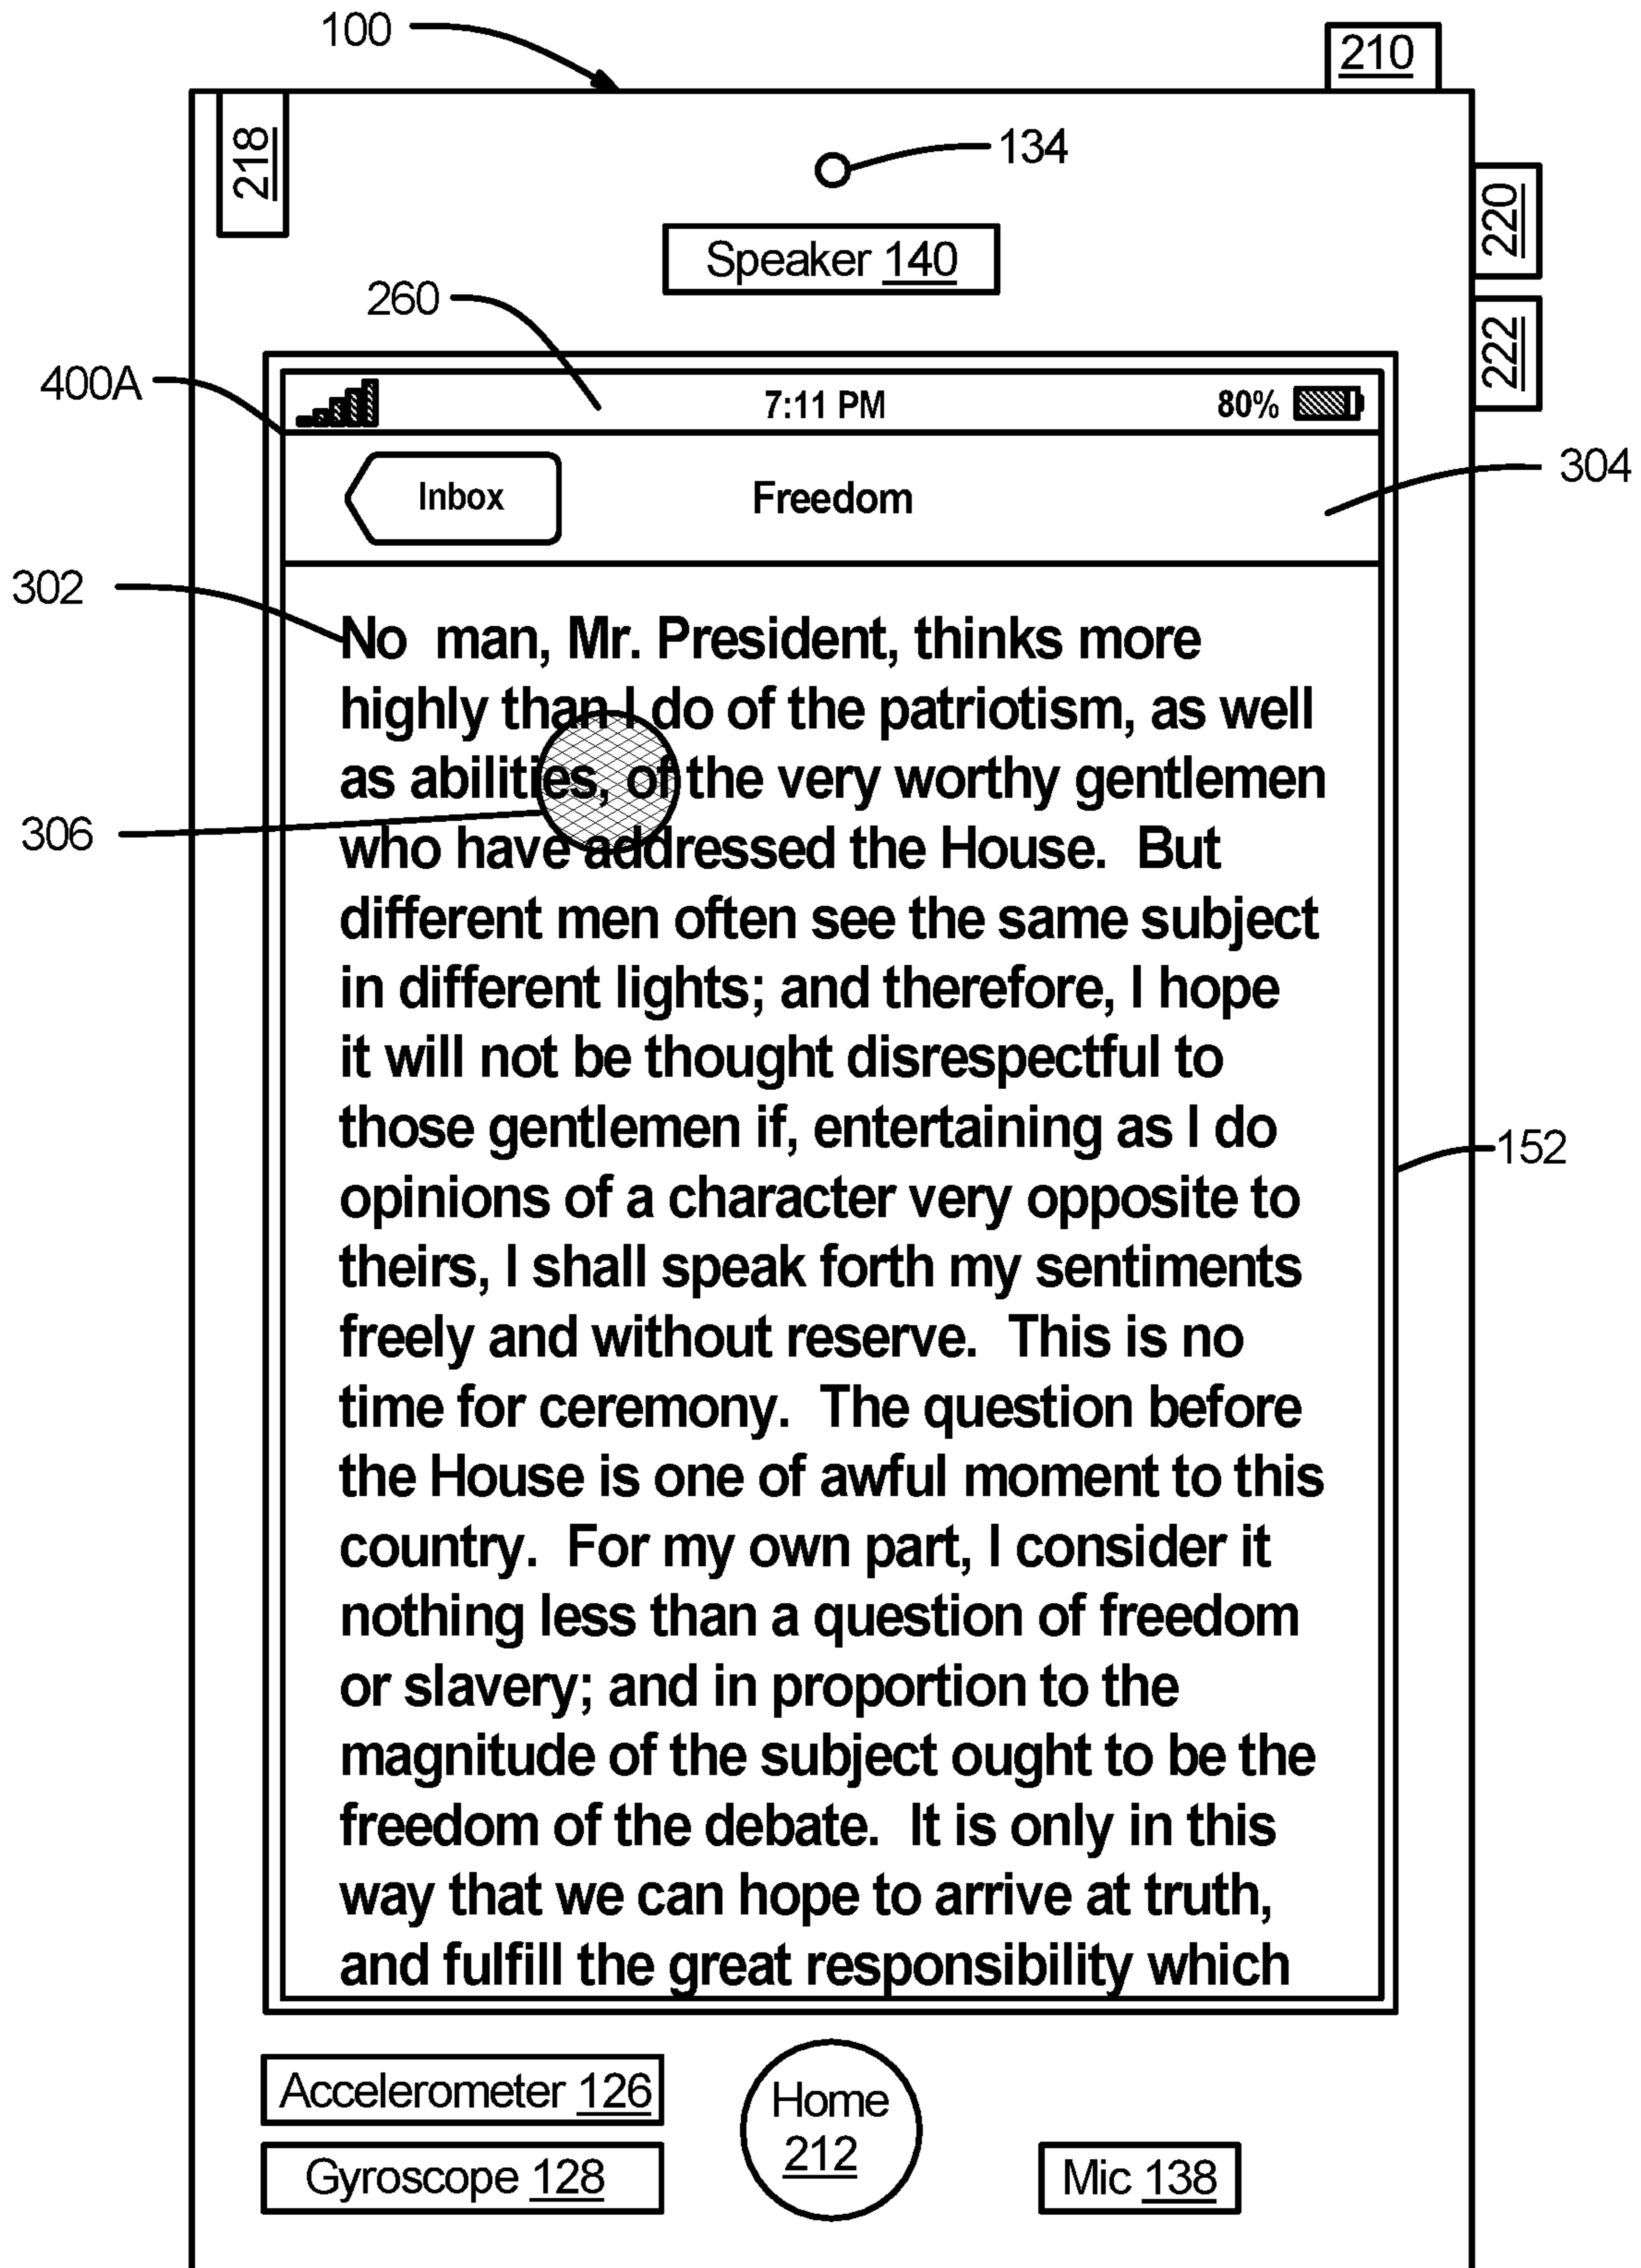 100
210
218
134
220
Speaker 140
260
222
400A
7:11 PM
80%
304
Inbox
Freedom
302
No man, Mr. President, thinks more
highly than I do of the patriotism, as well
as abilities, of the very worthy gentlemen
306
who have addressed the House. But
different men often see the same subject
in different lights; and therefore, I hope
it will not be thought disrespectful to
those gentlemen if, entertaining as I do
152
opinions of a character very opposite to
theirs, I shall speak forth my sentiments
freely and without reserve. This is no
time for ceremony. The question before
the House is one of awful moment to this
country. For my own part, I consider it
nothing less than a question of freedom
or slavery; and in proportion to the
magnitude of the subject ought to be the
freedom of the debate. It is only in this
way that we can hope to arrive at truth,
and fulfill the great responsibility which
Accelerometer 126
Home
212
Gyroscope 128
Mic 138